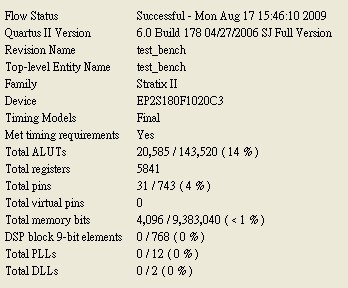 Flow Status Successful - Mon Aug 17 15:46:10 2009
Quartus II Version 6.0 Build 178 04/27/2006 SJ Full Version
Revision Name test_bench
Top-level Entity Name test_bench
Family Stratix II
Device EP2S180F1020C3
Timing Models Final
Met timing requirements Yes
Total ALUTs 20,585 / 143,520 ( 14 % )
Total registers 5841
Total pins 31 / 743 ( 4 % )
Total virtual pins 0
Total memory bits 4,096 / 9,383,040 ( < 1 % )
DSP block 9-bit elements 0 / 768 ( 0 % )
Total PLLs 0 / 12 ( 0 % )
Total DLLs 0 / 2 ( 0 % )